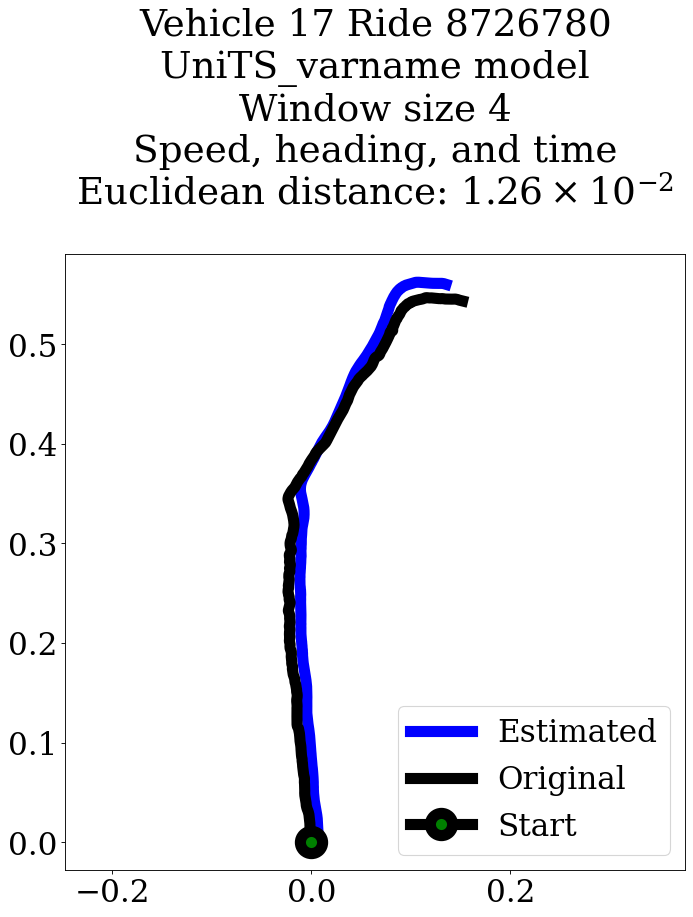 Vehicle 17 Ride 8726780
UniTS_varname model
Window size 4
Speed, heading, and time
Euclidean distance: 1.26 × 10⁻²
0.5
0.4
0.3
0.2
0.1
0.0
−0.2 0.0 0.2
Estimated
Original
Start